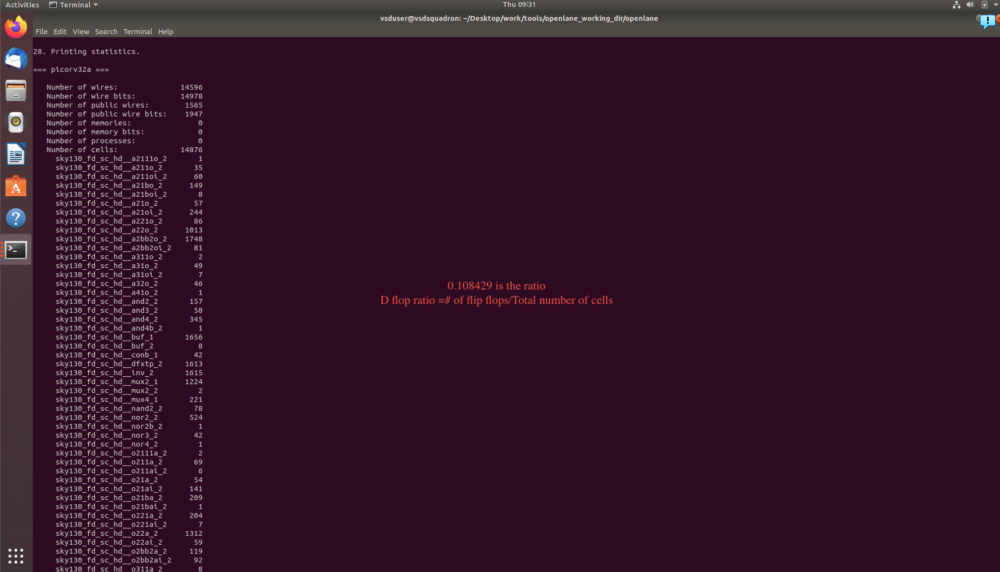 Activities Terminal Thu 09:31
vsduser@vsdsquadron: ~/Desktop/work/tools/openlane_working_dir/openlane
File Edit View Search Terminal Help
28. Printing statistics.
=== picorv32a ===
Number of wires: 14596
Number of wire bits: 14978
Number of public wires: 1565
Number of public wire bits: 1947
Number of memories: 0
Number of memory bits: 0
Number of processes: 0
Number of cells: 14876
sky130_fd_sc_hd__a2111o_2 1
sky130_fd_sc_hd__a211o_2 35
sky130_fd_sc_hd__a211oi_2 60
sky130_fd_sc_hd__a21bo_2 149
sky130_fd_sc_hd__a21boi_2 8
sky130_fd_sc_hd__a21o_2 57
sky130_fd_sc_hd__a21oi_2 244
sky130_fd_sc_hd__a221o_2 86
sky130_fd_sc_hd__a22o_2 1013
sky130_fd_sc_hd__a2bb2o_2 1748
sky130_fd_sc_hd__a2bb2oi_2 81
sky130_fd_sc_hd__a311o_2 2
sky130_fd_sc_hd__a31o_2 49
sky130_fd_sc_hd__a31oi_2 7
sky130_fd_sc_hd__a32o_2 46
sky130_fd_sc_hd__a41o_2 1
sky130_fd_sc_hd__and2_2 157
sky130_fd_sc_hd__and3_2 58
sky130_fd_sc_hd__and4_2 345
sky130_fd_sc_hd__and4b_2 1
sky130_fd_sc_hd__buf_1 1656
sky130_fd_sc_hd__buf_2 8
sky130_fd_sc_hd__conb_1 42
sky130_fd_sc_hd__dfxtp_2 1613
sky130_fd_sc_hd__inv_2 1615
sky130_fd_sc_hd__mux2_1 1224
sky130_fd_sc_hd__mux2_2 2
sky130_fd_sc_hd__mux4_1 221
sky130_fd_sc_hd__nand2_2 78
sky130_fd_sc_hd__nor2_2 524
sky130_fd_sc_hd__nor2b_2 1
sky130_fd_sc_hd__nor3_2 42
sky130_fd_sc_hd__nor4_2 1
sky130_fd_sc_hd__o2111a_2 2
sky130_fd_sc_hd__o211a_2 69
sky130_fd_sc_hd__o211ai_2 6
sky130_fd_sc_hd__o21a_2 54
sky130_fd_sc_hd__o21ai_2 141
sky130_fd_sc_hd__o21ba_2 209
sky130_fd_sc_hd__o21bai_2 1
sky130_fd_sc_hd__o221a_2 204
sky130_fd_sc_hd__o221ai_2 7
sky130_fd_sc_hd__o22a_2 1312
sky130_fd_sc_hd__o22ai_2 59
sky130_fd_sc_hd__o2bb2a_2 119
sky130_fd_sc_hd__o2bb2ai_2 92
sky130_fd_sc_hd__o311a_2 8
0.108429 is the ratio
D flop ratio =# of flip flops/Total number of cells